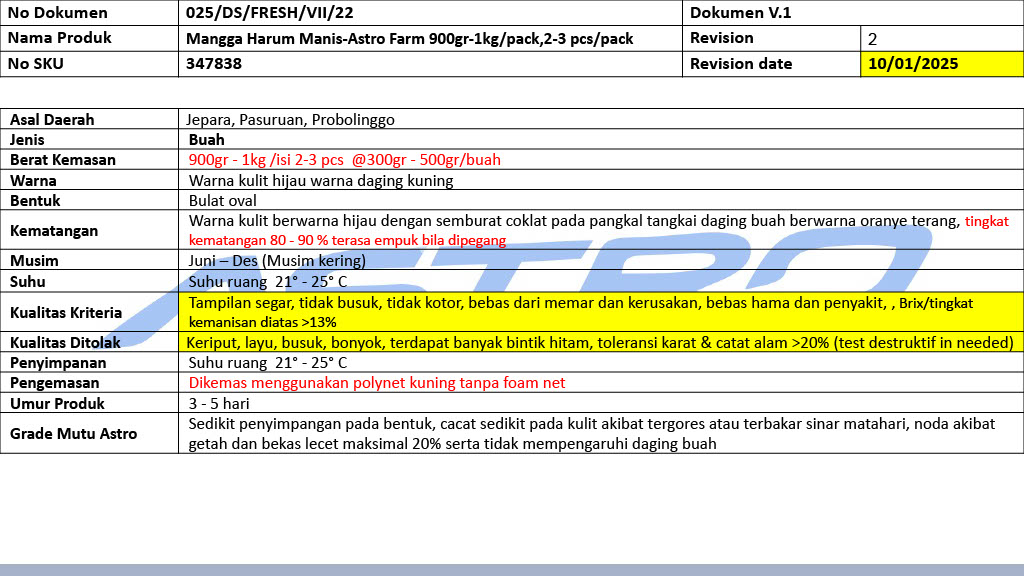 No Dokumen 025/DS/FRESH/VII/22 Dokumen V.1
Nama Produk Mangga Harum Manis-Astro Farm 900gr-1kg/pack,2-3 pcs/pack Revision 2
No SKU 347838 Revision date 10/01/2025
Asal Daerah Jepara, Pasuruan, Probolinggo
Jenis Buah
Berat Kemasan 900gr - 1kg /isi 2-3 pcs @300gr - 500gr/buah
Warna Warna kulit hijau warna daging kuning
Bentuk Bulat oval
Kematangan Warna kulit berwarna hijau dengan semburat coklat pada pangkal tangkai daging buah berwarna oranye terang, tingkat
kematangan 80 - 90 % terasa empuk bila dipegang
Musim Juni – Des (Musim kering)
Suhu Suhu ruang 21° - 25° C
Kualitas Kriteria Tampilan segar, tidak busuk, tidak kotor, bebas dari memar dan kerusakan, bebas hama dan penyakit, , Brix/tingkat
kemanisan diatas >13%
Kualitas Ditolak Keriput, layu, busuk, bonyok, terdapat banyak bintik hitam, toleransi karat & catat alam >20% (test destruktif in needed)
Penyimpanan Suhu ruang 21° - 25° C
Pengemasan Dikemas menggunakan polynet kuning tanpa foam net
Umur Produk 3 - 5 hari
Grade Mutu Astro Sedikit penyimpangan pada bentuk, cacat sedikit pada kulit akibat tergores atau terbakar sinar matahari, noda akibat
getah dan bekas lecet maksimal 20% serta tidak mempengaruhi daging buah
ASTRO